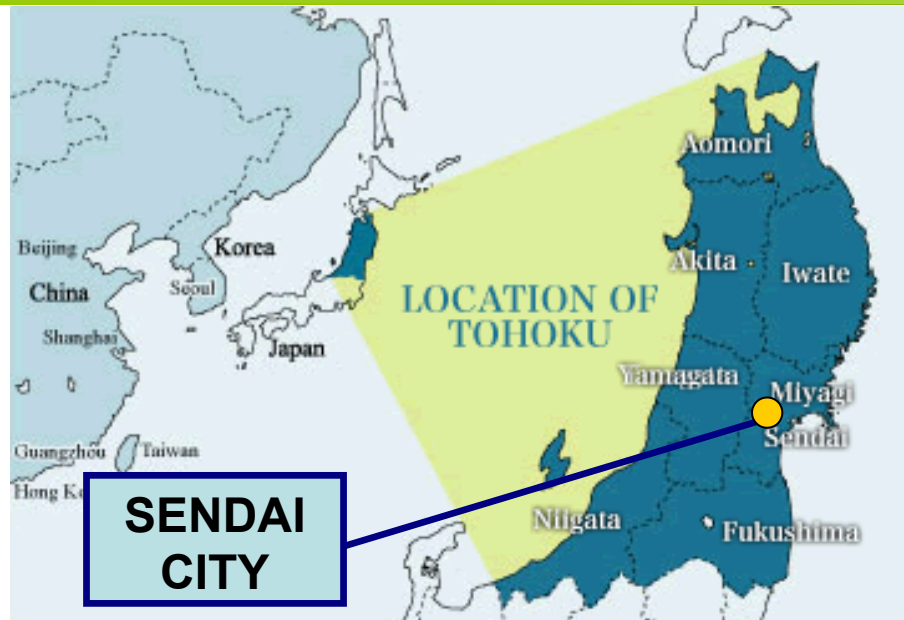 Aomori
Beijing
Korea
Akita
Iwate
China
Seoul
LOCATION OF
TOHOKU
Shanghai
Japan
Yamagata
Miyagi
Sendai
Guangzhou
Taiwan
Hong
SENDAI
CITY
Niigata
Fukushima